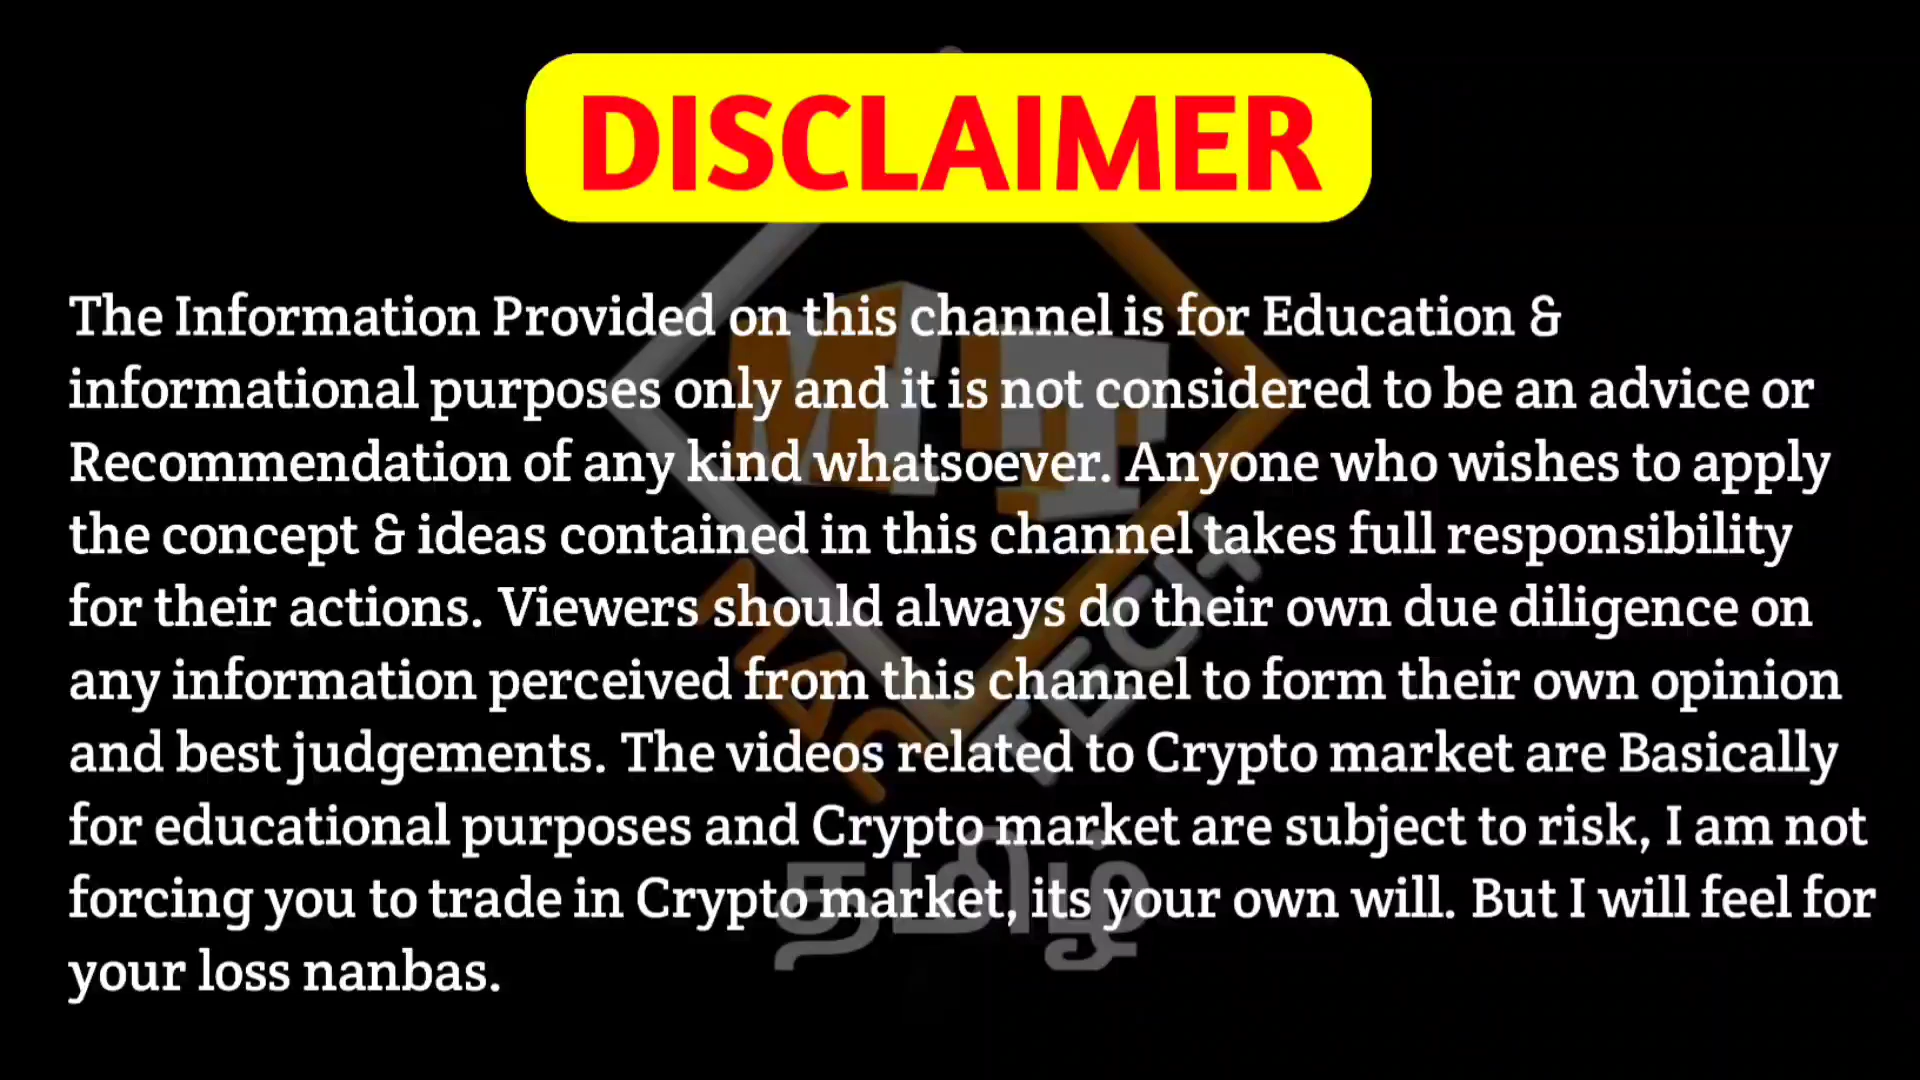 DISCLAIMER
The Information Provided on this channel is for Education &
informational purposes only and it is not considered to be an advice or
Recommendation of any kind whatsoever. Anyone who wishes to apply
the concept & ideas contained in this channel takes full responsibility
for their actions. Viewers should always do their own due diligence on
any information perceived from this channel to form their own opinion
and best judgements. The videos related to Crypto market are Basically
for educational purposes and Crypto market are subject to risk, I am not
forcing you to trade in Crypto market, its your own will. But I will feel for
your loss nanbas.
MT
TECH
தமிழ்